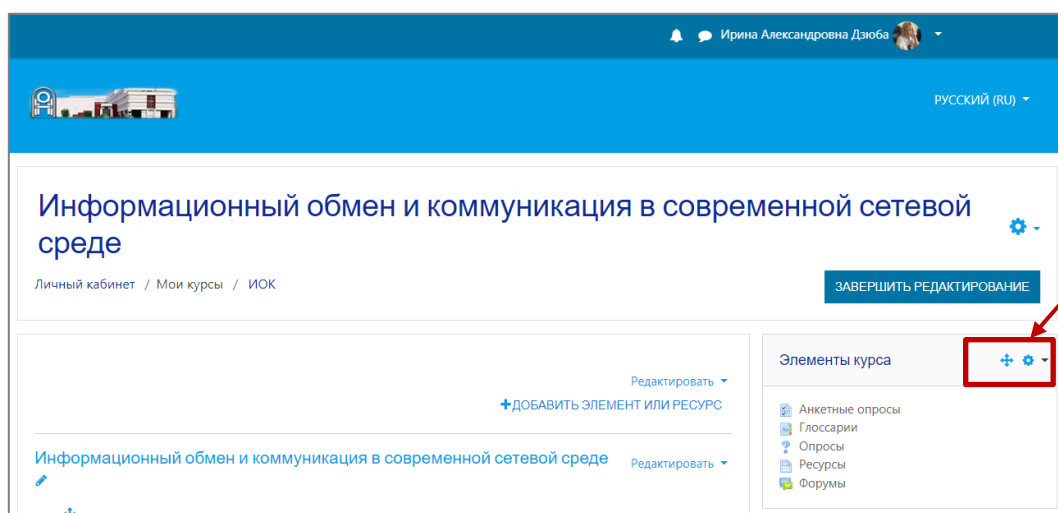 Ирина Александровна Дзюба
РУССКИЙ (RU)
Информационный обмен и коммуникация в современной сетевой
среде
Личный кабинет / Мои курсы / ИОК
ЗАВЕРШИТЬ РЕДАКТИРОВАНИЕ
Редактировать
+ДОБАВИТЬ ЭЛЕМЕНТ ИЛИ РЕСУРС
Информационный обмен и коммуникация в современной сетевой среде
Редактировать
Элементы курса
Анкетные опросы
Глоссарии
Опросы
Ресурсы
Форумы